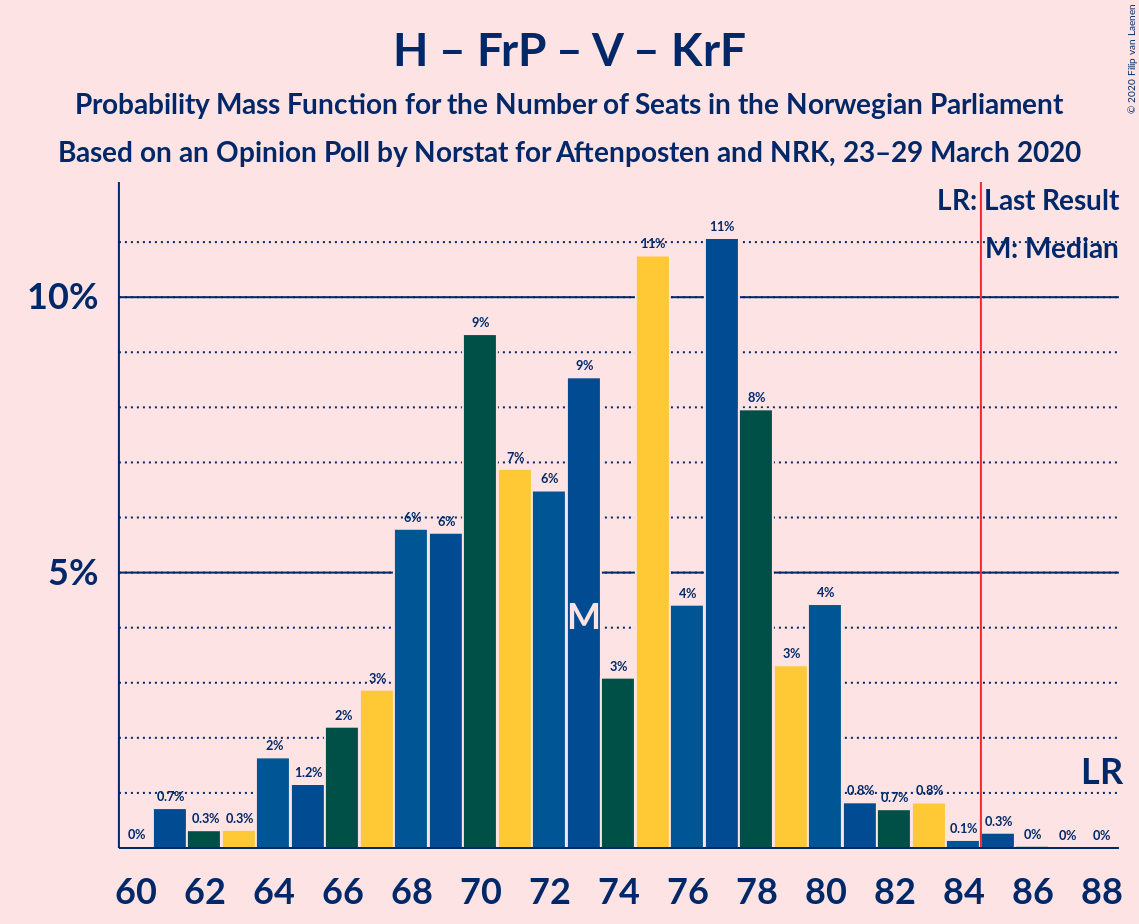 H – FrP – V – KrF
Probability Mass Function for the Number of Seats in the Norwegian Parliament
Based on an Opinion Poll by Norstat for Aftenposten and NRK, 23–29 March 2020
© 2020 Filip van Laenen
LR: Last Result
M: Median
10%
5%
0% 0.7% 0.3% 0.3% 2% 1.2% 2% 3% 6% 6% 9% 7% 6% 9% 3% 11% 4% 11% 8% 3% 4% 0.8% 0.7% 0.8% 0.1% 0.3% 0% 0% 0%
M
LR
60 62 64 66 68 70 72 74 76 78 80 82 84 86 88